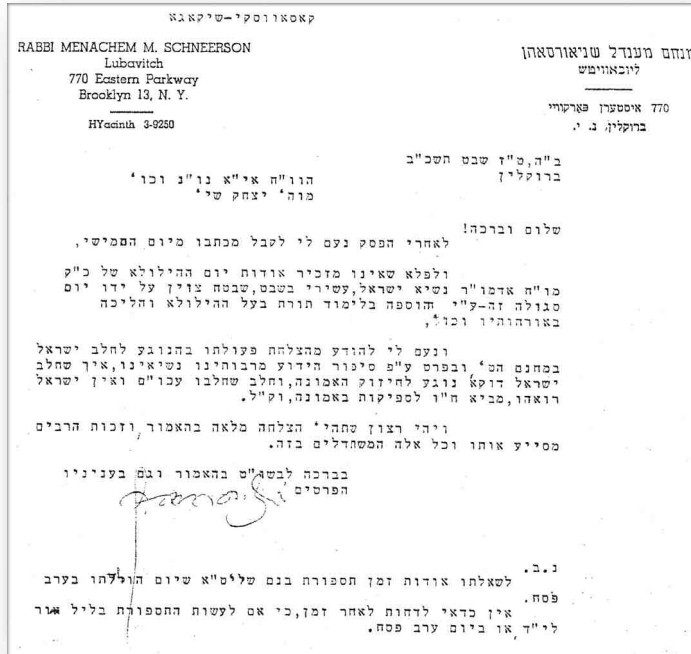 קאסאווסקי-שיקאגא
RABBI MENACHEM M. SCHNEERSON
Lubavitch
770 Eastern Parkway
Brooklyn 13, N. Y.
HYacinth 3-9250
מנחם מענדל שניאורסאהן
ליובאוויטש
770 איסטערן פארקוויי
ברוקלין, נ. י.
ב"ה, ט"ז שבט תשכ"ב
ברוקלין
הוו"ח אי"א נו"נ וכו'
מוה' יצחק שי'
שלום וברכה!
לאחרי הפסק נעם לי לקבל מכתבו מיום החמישי,
ולפלא שאינו מזכיר אודות יום ההילולא של כ"ק
מו"ח אדמו"ר נשיא ישראל, עשירי בשבט, שבטח צויין על ידו יום
סגולה זה-ע"י הוספה בלימוד תורת בעל ההילולא והליכה
באורחותיו וכו',
ונעם לי להודע מהצלחת פעולתו בהנוגע לחלב ישראל
במחנם הט', ובפרט ע"פ סיפור הידוע מרבותינו נשיאינו, איך שחלב
ישראל דוקא נוגע לחיזוק האמונה, וחלב שחלבו עכו"ם ואין ישראל
רואהו, מביא ח"ו לספיקות באמונה, וק"ל.
ויהי רצון שתהי' הצלחה מלאה בהאמור, וזכות הרבים
מסייע אותו וכל אלה המשתדלים בזה.
בברכה לבשו"ט בהאמור וגם בעניניו
הפרטים
נ.ב.
לשאלתו אודות זמן תספורת בנם שליט"א שיום הולדתו בערב
פסח.
אין כדאי לדחות לאחר זמן, כי אם לעשות התספורת בליל אור
לי"ד או ביום ערב פסח.